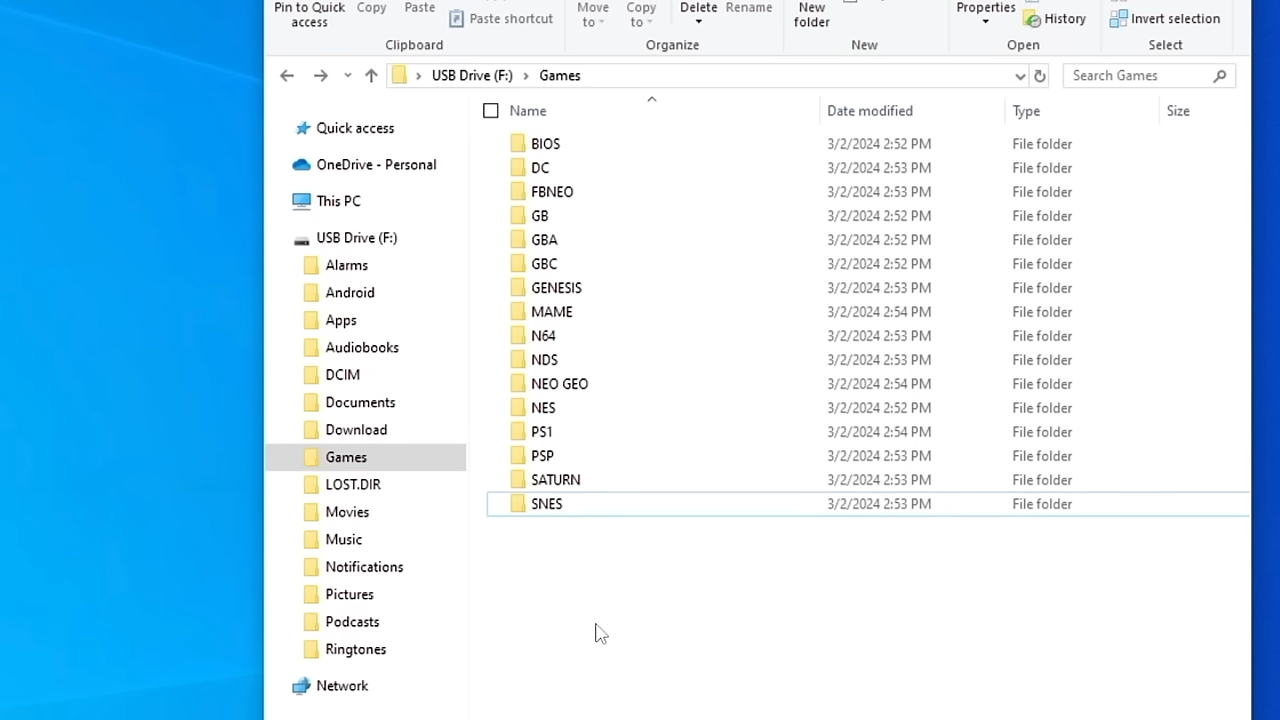 Pin to Quick access
Copy
Paste
Paste shortcut
Move to
Copy to
Delete
Rename
New folder
Properties
History
Invert selection
Clipboard
Organize
New
Open
Select
USB Drive (F:) > Games
Search Games
Name Date modified Type Size
Quick access
OneDrive - Personal
This PC
USB Drive (F:)
Alarms
Android
Apps
Audiobooks
DCIM
Documents
Download
Games
LOST.DIR
Movies
Music
Notifications
Pictures
Podcasts
Ringtones
Network
BIOS 3/2/2024 2:52 PM File folder
DC 3/2/2024 2:53 PM File folder
FBNEO 3/2/2024 2:53 PM File folder
GB 3/2/2024 2:52 PM File folder
GBA 3/2/2024 2:52 PM File folder
GBC 3/2/2024 2:52 PM File folder
GENESIS 3/2/2024 2:53 PM File folder
MAME 3/2/2024 2:54 PM File folder
N64 3/2/2024 2:53 PM File folder
NDS 3/2/2024 2:53 PM File folder
NEO GEO 3/2/2024 2:54 PM File folder
NES 3/2/2024 2:52 PM File folder
PS1 3/2/2024 2:54 PM File folder
PSP 3/2/2024 2:53 PM File folder
SATURN 3/2/2024 2:53 PM File folder
SNES 3/2/2024 2:53 PM File folder